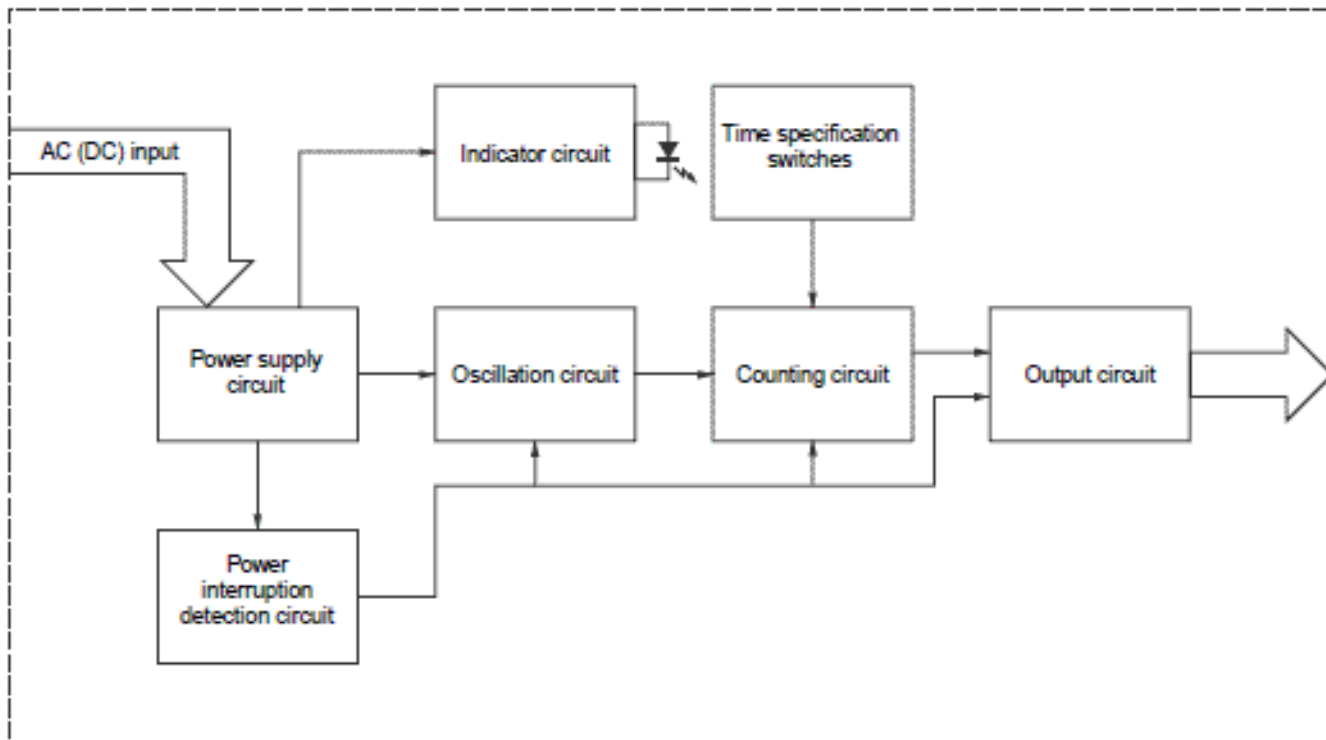 AC (DC) input
Indicator circuit
Time specification
switches
Power supply
circuit
Oscillation circuit
Counting circuit
Output circuit
Power
interruption
detection circuit